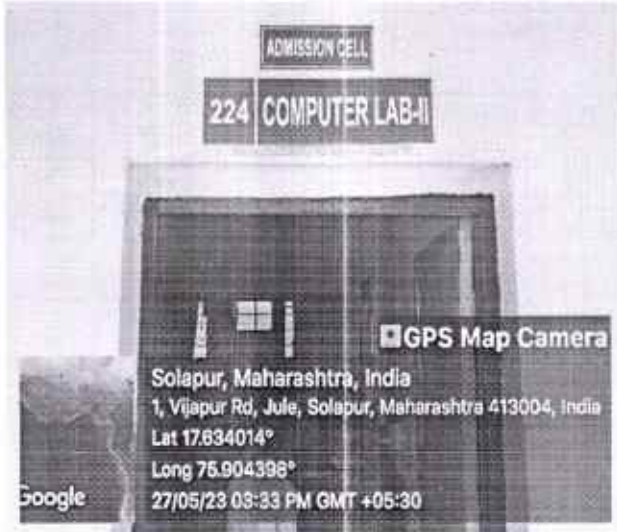 ADMISSION CELL
224 COMPUTER LAB-II
GPS Map Camera
Solapur, Maharashtra, India
1, Vijapur Rd, Jule, Solapur, Maharashtra 413004, India
Lat 17.634014°
Long 75.904398°
27/05/23 03:33 PM GMT +05:30
Google